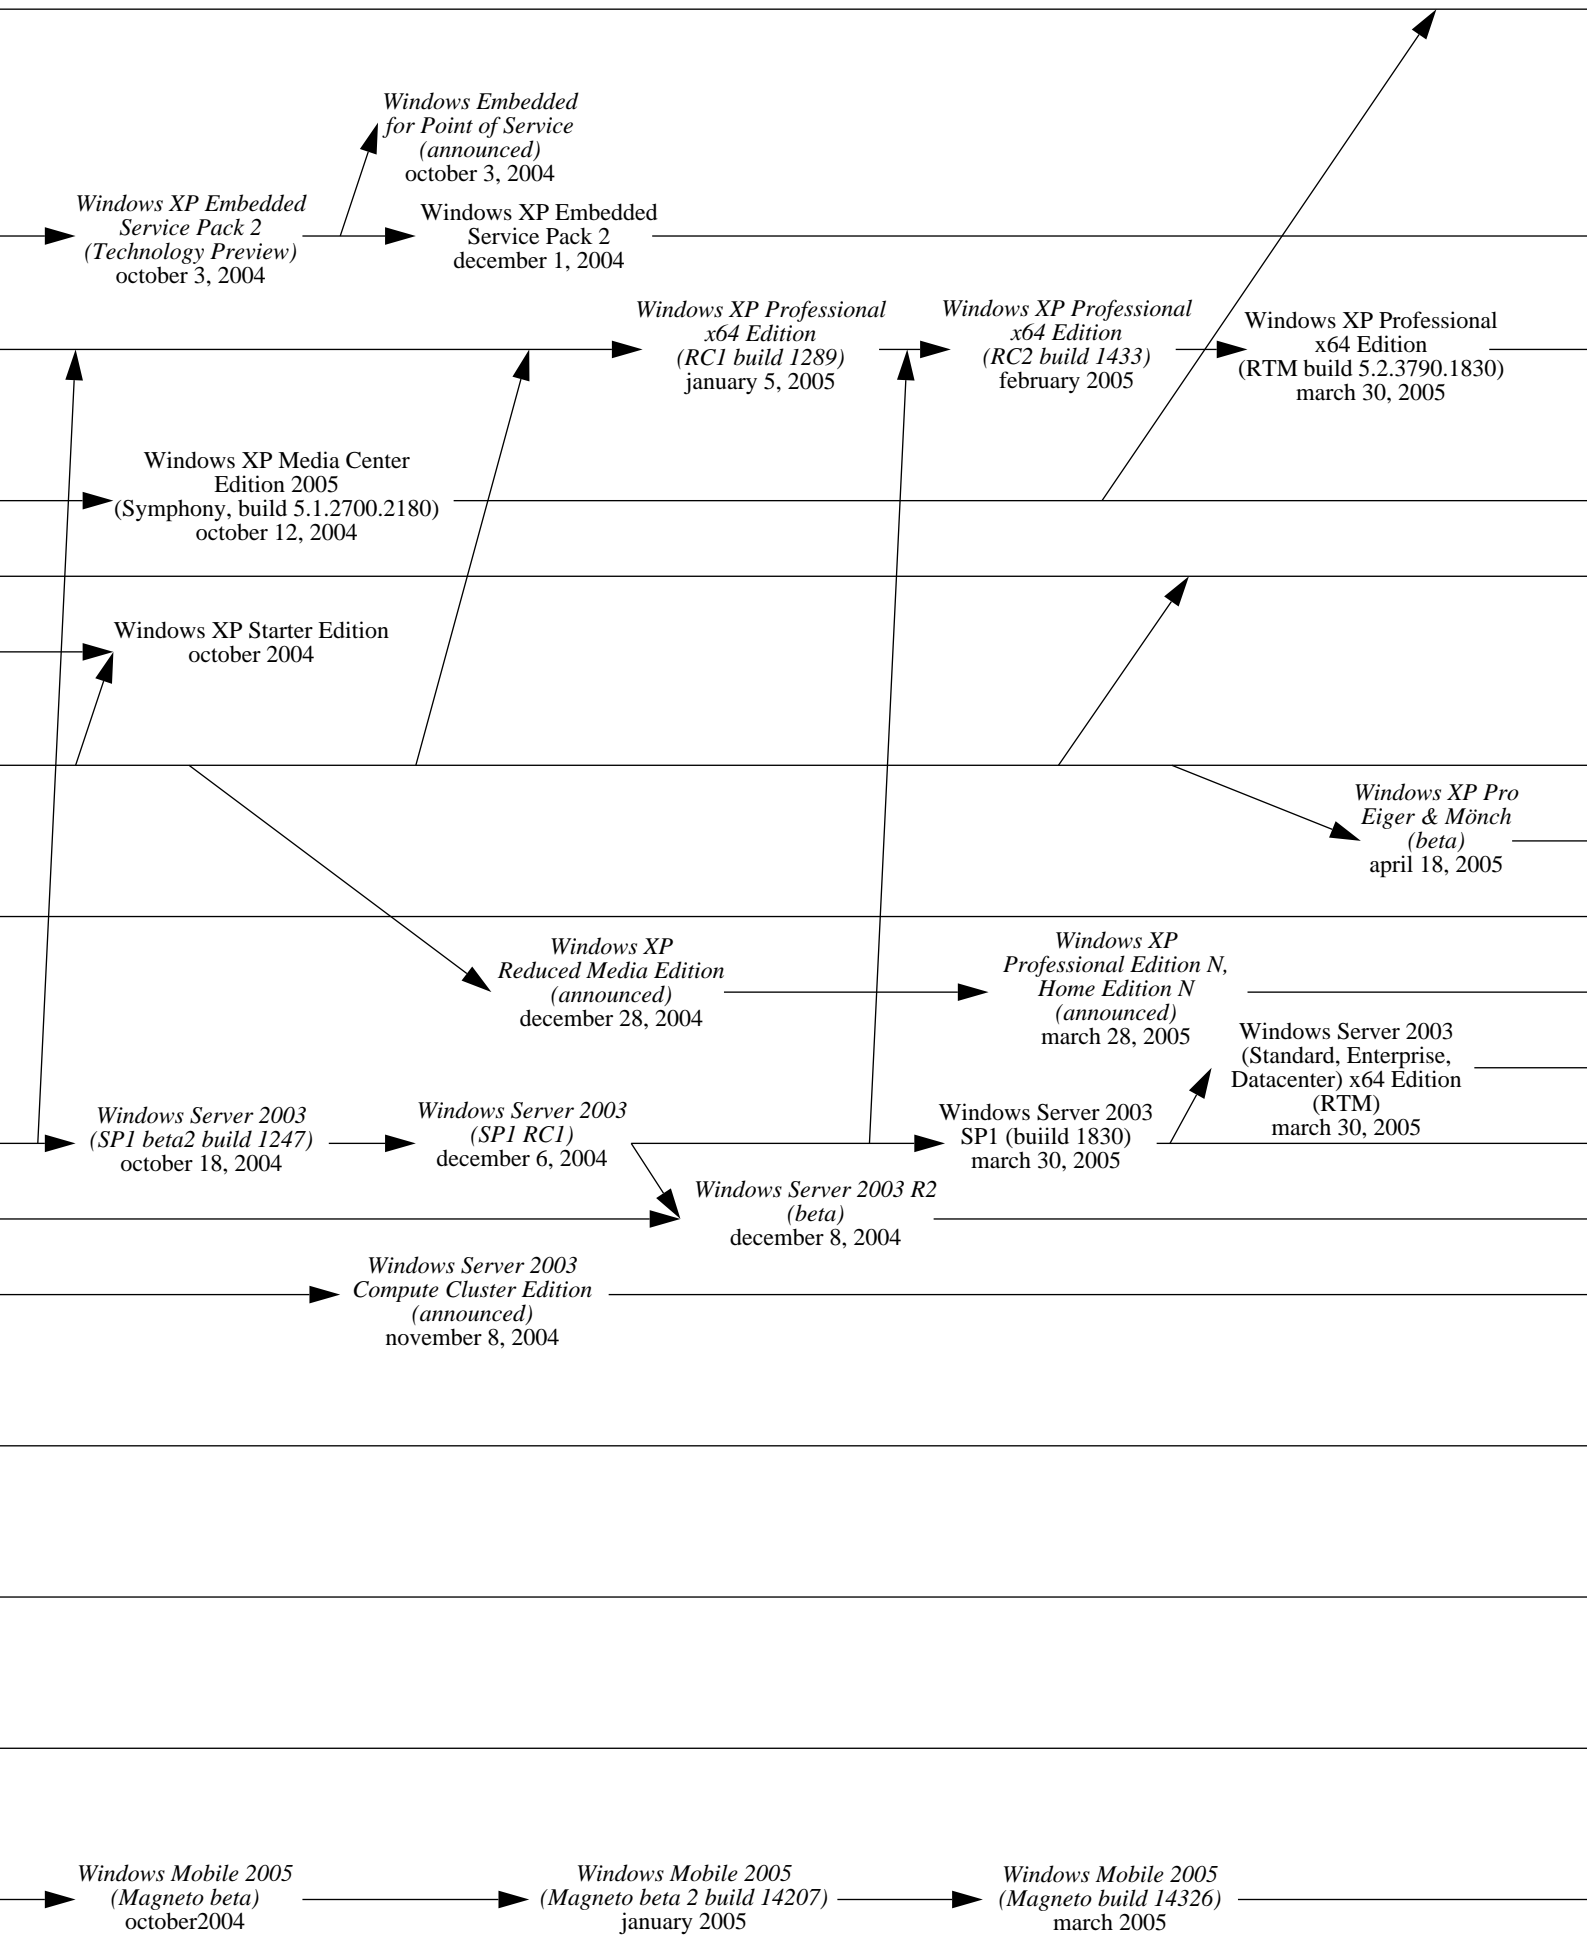 Windows Embedded
for Point of Service
(announced)
october 3, 2004
Windows XP Embedded
Service Pack 2
(Technology Preview)
october 3, 2004
Windows XP Embedded
Service Pack 2
december 1, 2004
Windows XP Professional
x64 Edition
(RC1 build 1289)
january 5, 2005
Windows XP Professional
x64 Edition
(RC2 build 1433)
february 2005
Windows XP Professional
x64 Edition
(RTM build 5.2.3790.1830)
march 30, 2005
Windows XP Media Center
Edition 2005
(Symphony, build 5.1.2700.2180)
october 12, 2004
Windows XP Starter Edition
october 2004
Windows XP Pro
Eiger & Mönch
(beta)
april 18, 2005
Windows XP
Reduced Media Edition
(announced)
december 28, 2004
Windows XP
Professional Edition N,
Home Edition N
(announced)
march 28, 2005
Windows Server 2003
(Standard, Enterprise,
Datacenter) x64 Edition
(RTM)
march 30, 2005
Windows Server 2003
(SP1 beta2 build 1247)
october 18, 2004
Windows Server 2003
(SP1 RC1)
december 6, 2004
Windows Server 2003
SP1 (buiild 1830)
march 30, 2005
Windows Server 2003 R2
(beta)
december 8, 2004
Windows Server 2003
Compute Cluster Edition
(announced)
november 8, 2004
Windows Mobile 2005
(Magneto beta)
october2004
Windows Mobile 2005
(Magneto beta 2 build 14207)
january 2005
Windows Mobile 2005
(Magneto build 14326)
march 2005